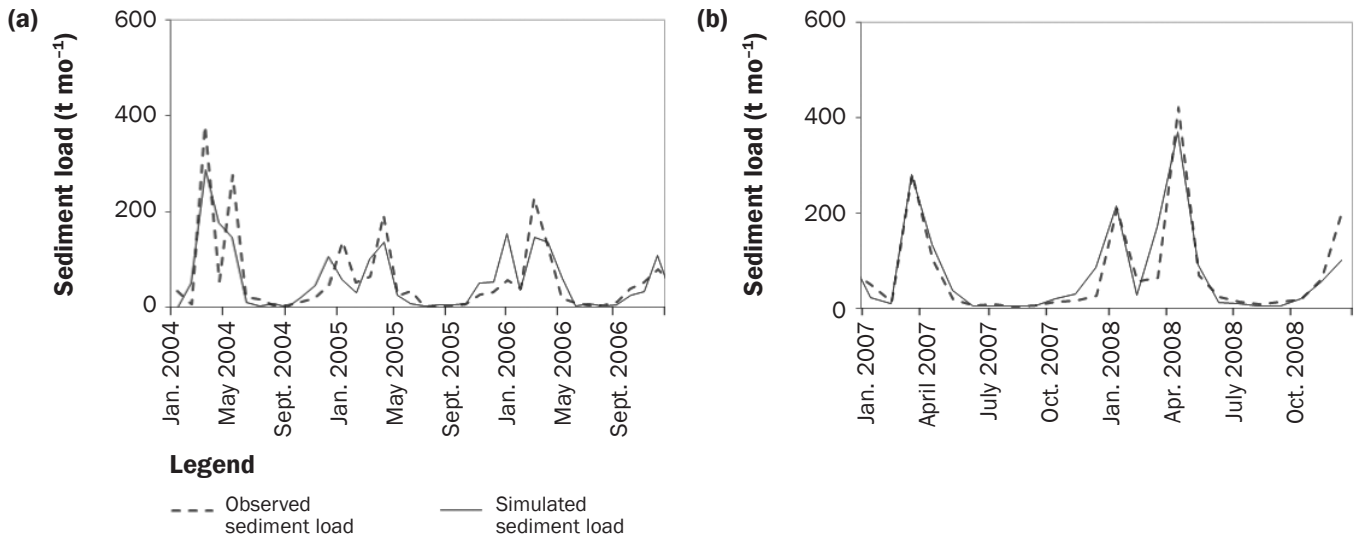 (a)
Sediment load (t mo⁻¹)
600
400
200
0
Jan. 2004
May 2004
Sept. 2004
Jan. 2005
May 2005
Sept. 2005
Jan. 2006
May 2006
Sept. 2006
(b)
Sediment load (t mo⁻¹)
600
400
200
0
Jan. 2007
April 2007
July 2007
Oct. 2007
Jan. 2008
Apr. 2008
July 2008
Oct. 2008
Legend
Observed
sediment load
Simulated
sediment load